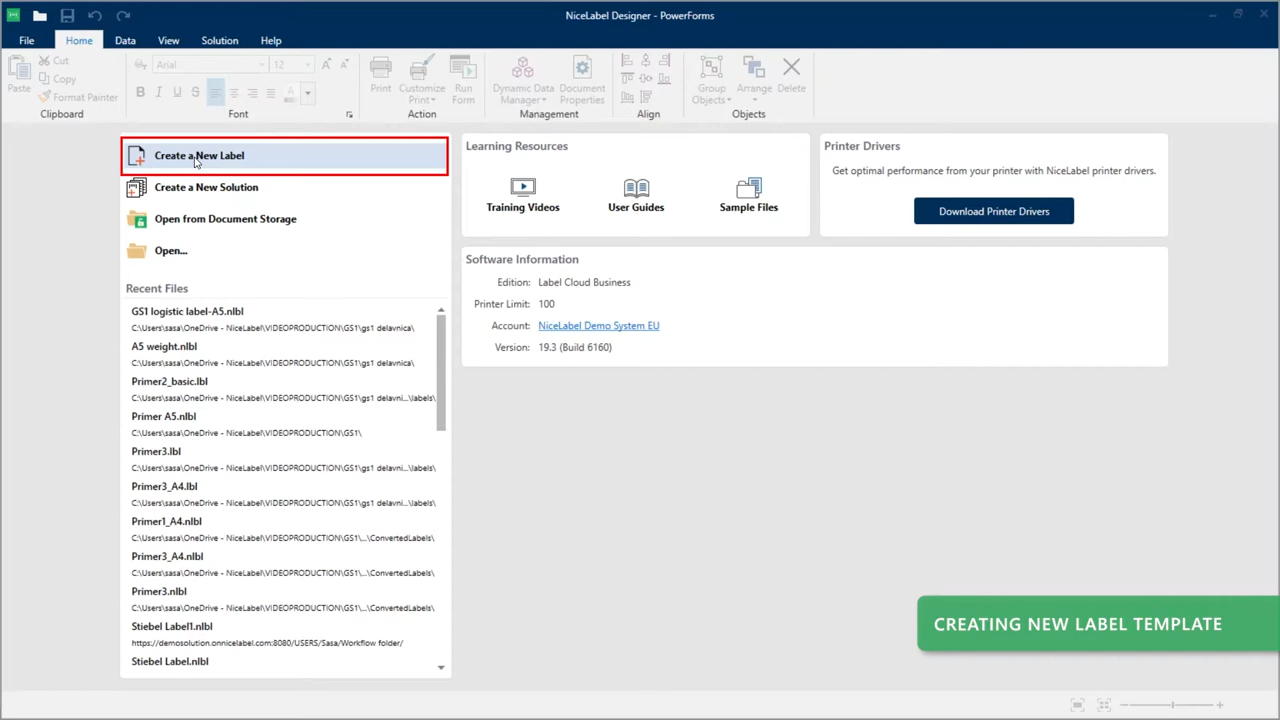 NiceLabel Designer - PowerForms
File Home Data View Solution Help
Paste
Cut
Copy
Format Painter
Clipboard
Arial 12
B I U S
Font
Print
Customize Print
Run Form
Action
Dynamic Data Manager
Document Properties
Management
Align
Group Objects
Arrange
Delete
Objects
Create a New Label
Create a New Solution
Open from Document Storage
Open...
Recent Files
GS1 logistic label-A5.nlbl
C:\Users\sasa\OneDrive - NiceLabel\VIDEOPRODUCTION\GS1\gs1 delavnica\
A5 weight.nlbl
C:\Users\sasa\OneDrive - NiceLabel\VIDEOPRODUCTION\GS1\gs1 delavnica\
Primer2_basic.lbl
C:\Users\sasa\OneDrive - NiceLabel\VIDEOPRODUCTION\GS1\gs1 delavni...\labels\
Primer A5.nlbl
C:\Users\sasa\OneDrive - NiceLabel\VIDEOPRODUCTION\GS1\
Primer3.lbl
C:\Users\sasa\OneDrive - NiceLabel\VIDEOPRODUCTION\GS1\gs1 delavni...\labels\
Primer3_A4.lbl
C:\Users\sasa\OneDrive - NiceLabel\VIDEOPRODUCTION\GS1\gs1 delavni...\labels\
Primer1_A4.nlbl
C:\Users\sasa\OneDrive - NiceLabel\VIDEOPRODUCTION\GS1\...\ConvertedLabels\
Primer3_A4.nlbl
C:\Users\sasa\OneDrive - NiceLabel\VIDEOPRODUCTION\GS1\...\ConvertedLabels\
Primer3.nlbl
C:\Users\sasa\OneDrive - NiceLabel\VIDEOPRODUCTION\GS1\...\ConvertedLabels\
Stiebel Label1.nlbl
https://demosolution.onnicelabel.com:8080/USERS/Sasa/Workflow folder/
Stiebel Label.nlbl
Learning Resources
Training Videos
User Guides
Sample Files
Printer Drivers
Get optimal performance from your printer with NiceLabel printer drivers.
Download Printer Drivers
Software Information
Edition: Label Cloud Business
Printer Limit: 100
Account: NiceLabel Demo System EU
Version: 19.3 (Build 6160)
CREATING NEW LABEL TEMPLATE